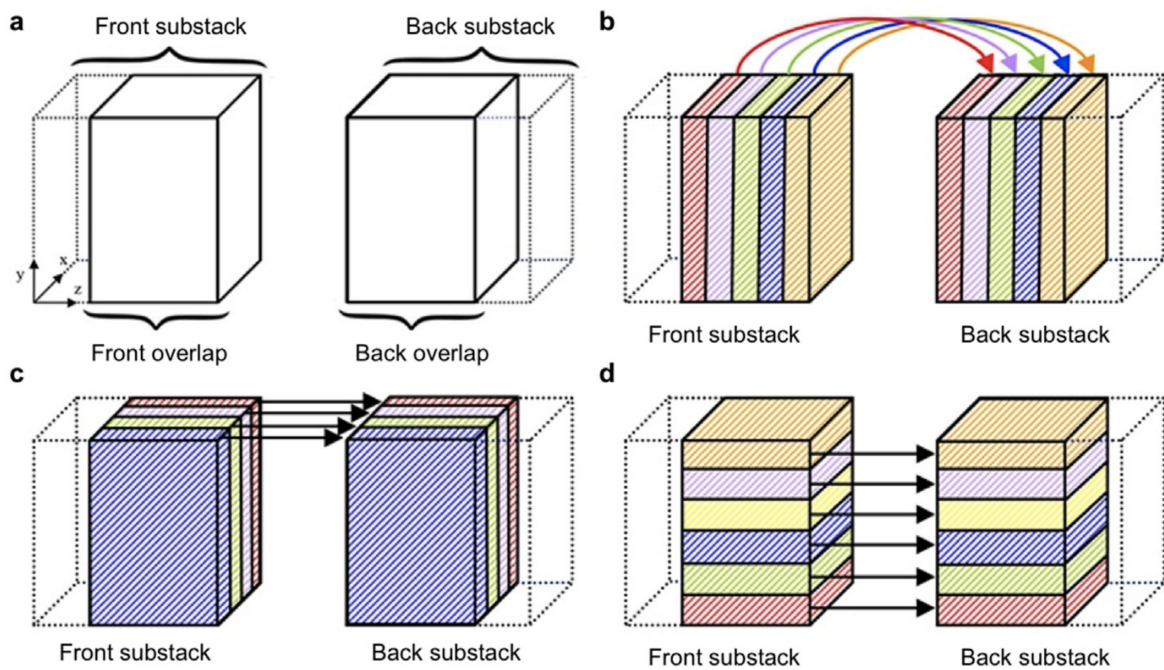 a
Front substack
Back substack
y
x
z
Front overlap
Back overlap
b
Front substack
Back substack
c
Front substack
Back substack
d
Front substack
Back substack